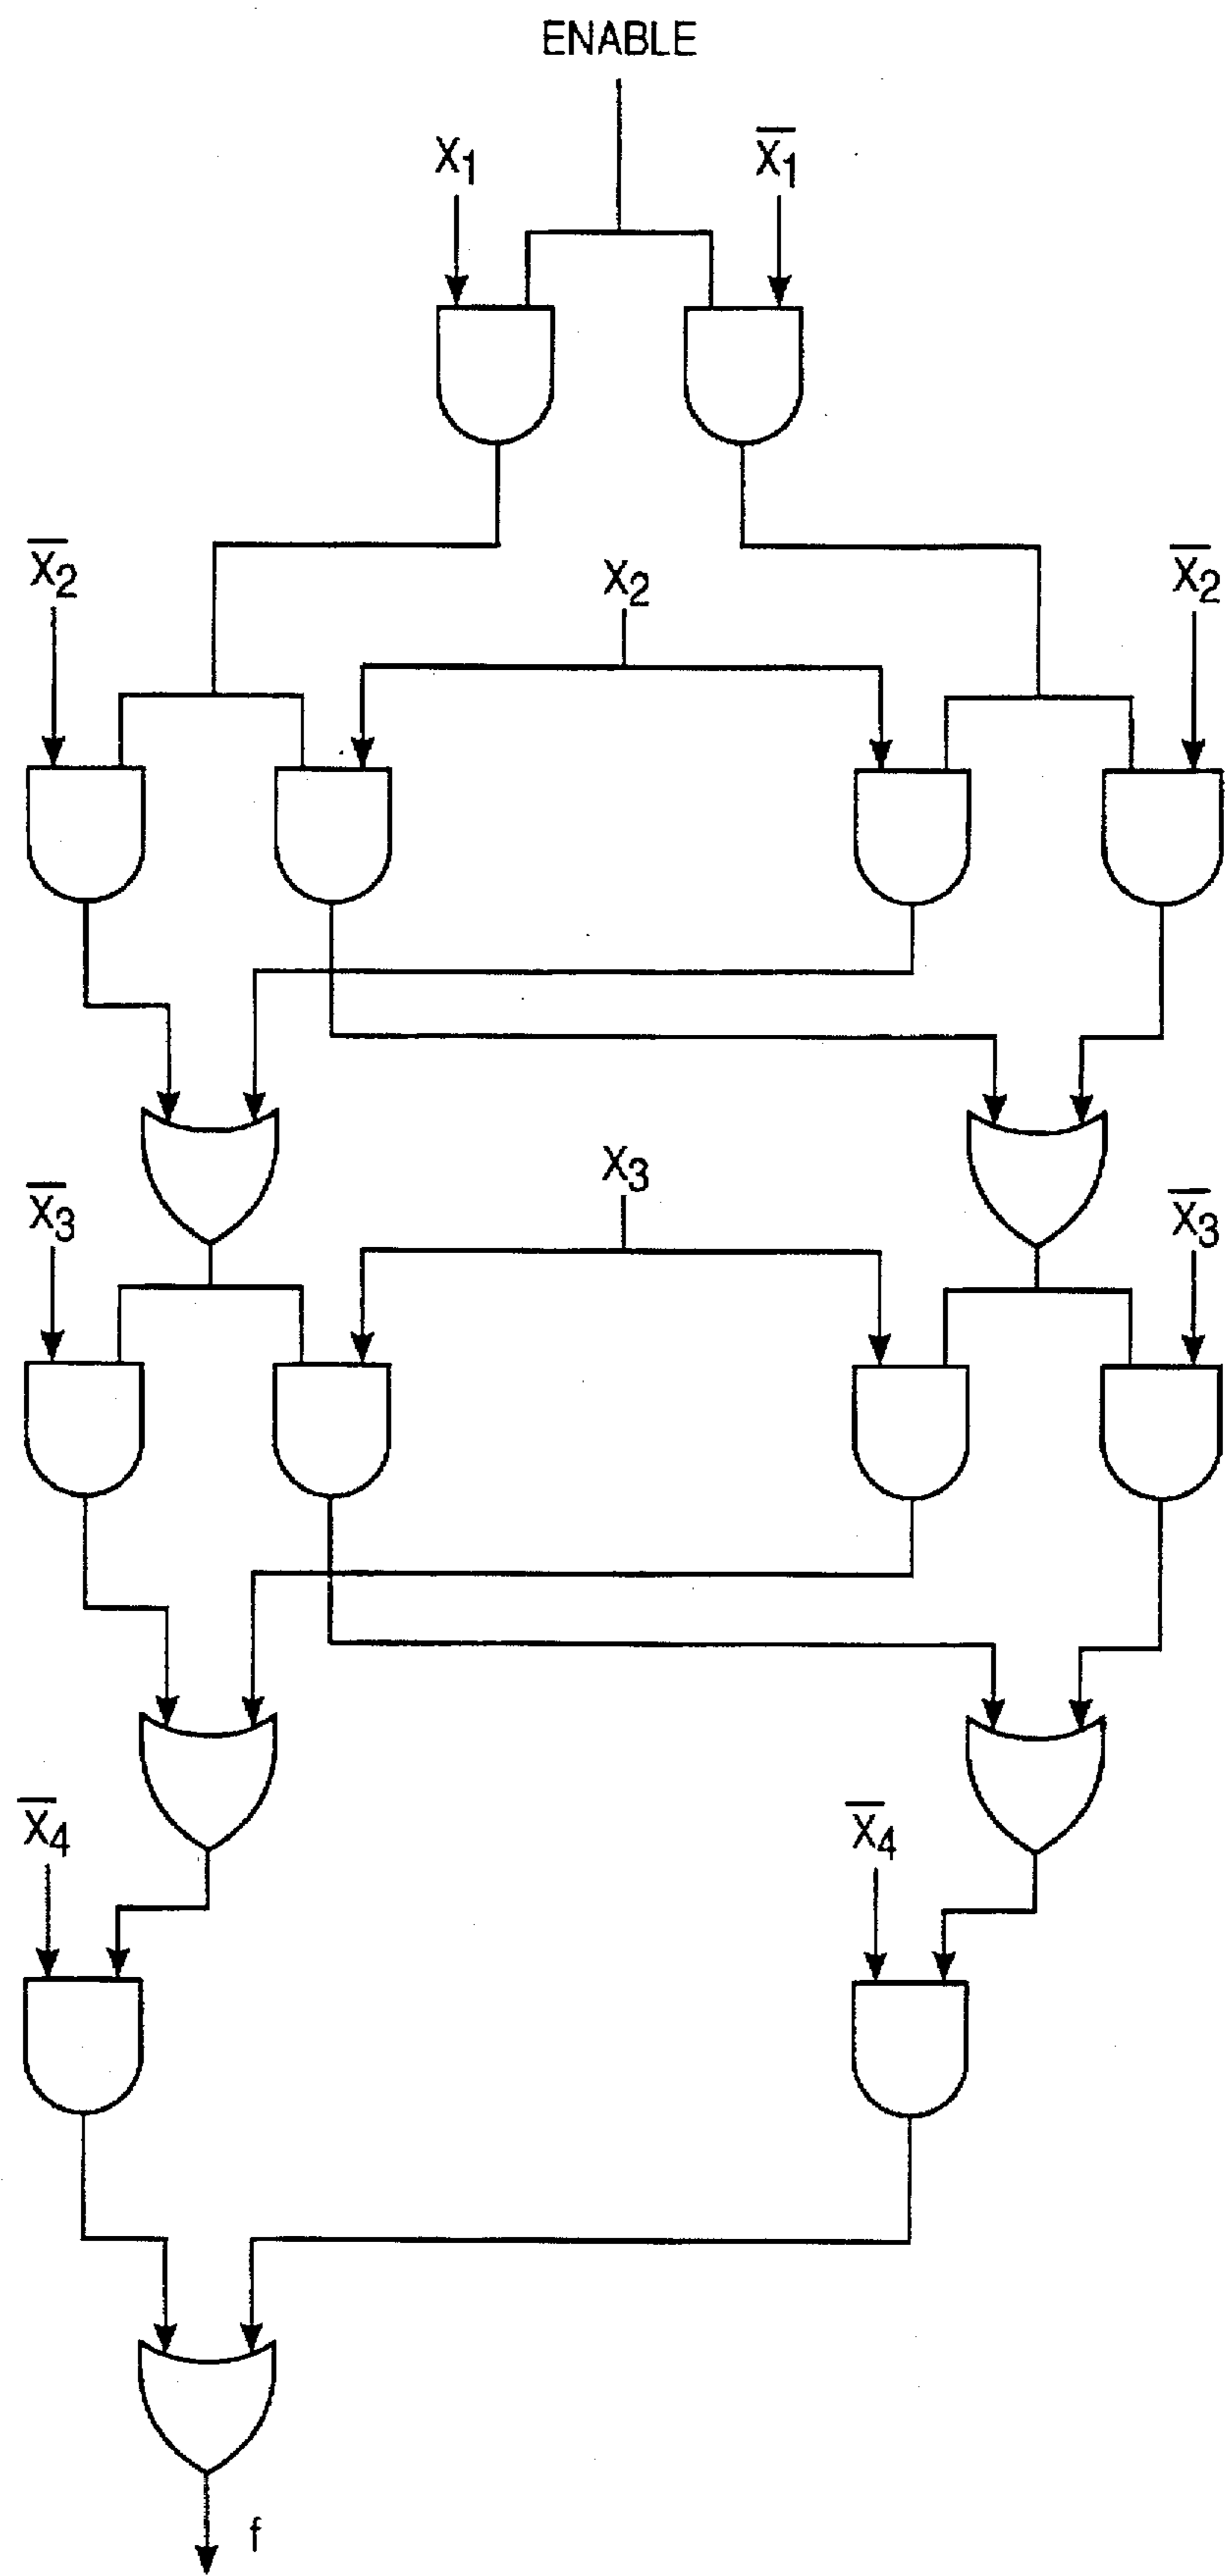 ENABLE
X₁
X̅₁
X̅₂
X₂
X̅₂
X̅₃
X₃
X̅₃
X̅₄
X̅₄
f